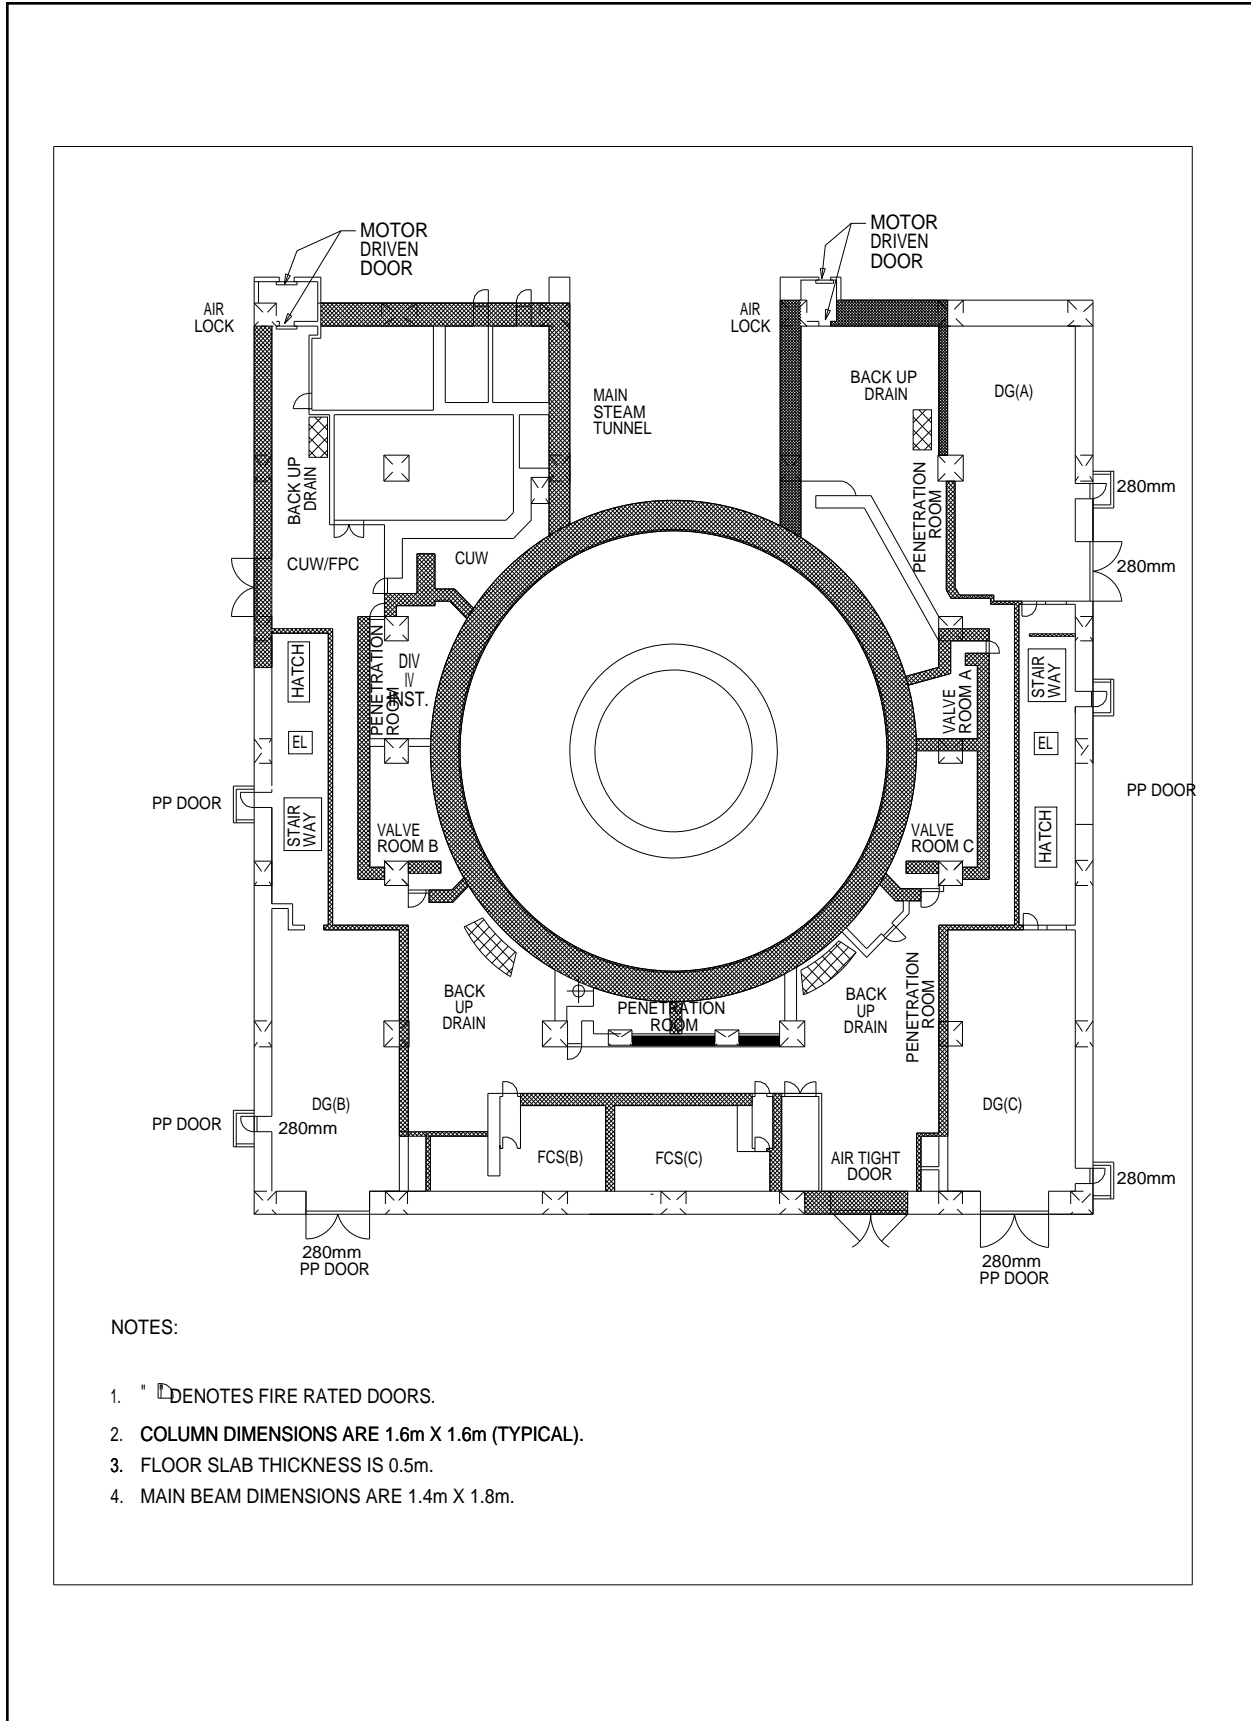 MOTOR
DRIVEN
DOOR
MOTOR
DRIVEN
DOOR
AIR
LOCK
AIR
LOCK
BACK UP
DRAIN
DG(A)
MAIN
STEAM
TUNNEL
BACK UP
DRAIN
PENETRATION
ROOM
280mm
CUW/FPC
CUW
280mm
HATCH
PENETRATION
ROOM
DIV
IV
INST.
VALVE
ROOM A
STAIR
WAY
EL
EL
PP DOOR
PP DOOR
STAIR
WAY
VALVE
ROOM B
VALVE
ROOM C
HATCH
BACK
UP
DRAIN
PENETRATION
ROOM
BACK
UP
DRAIN
PENETRATION
ROOM
DG(B)
DG(C)
PP DOOR
280mm
FCS(B)
FCS(C)
AIR TIGHT
DOOR
280mm
280mm
PP DOOR
280mm
PP DOOR
NOTES:
1. " DENOTES FIRE RATED DOORS.
2. COLUMN DIMENSIONS ARE 1.6m X 1.6m (TYPICAL).
3. FLOOR SLAB THICKNESS IS 0.5m.
4. MAIN BEAM DIMENSIONS ARE 1.4m X 1.8m.